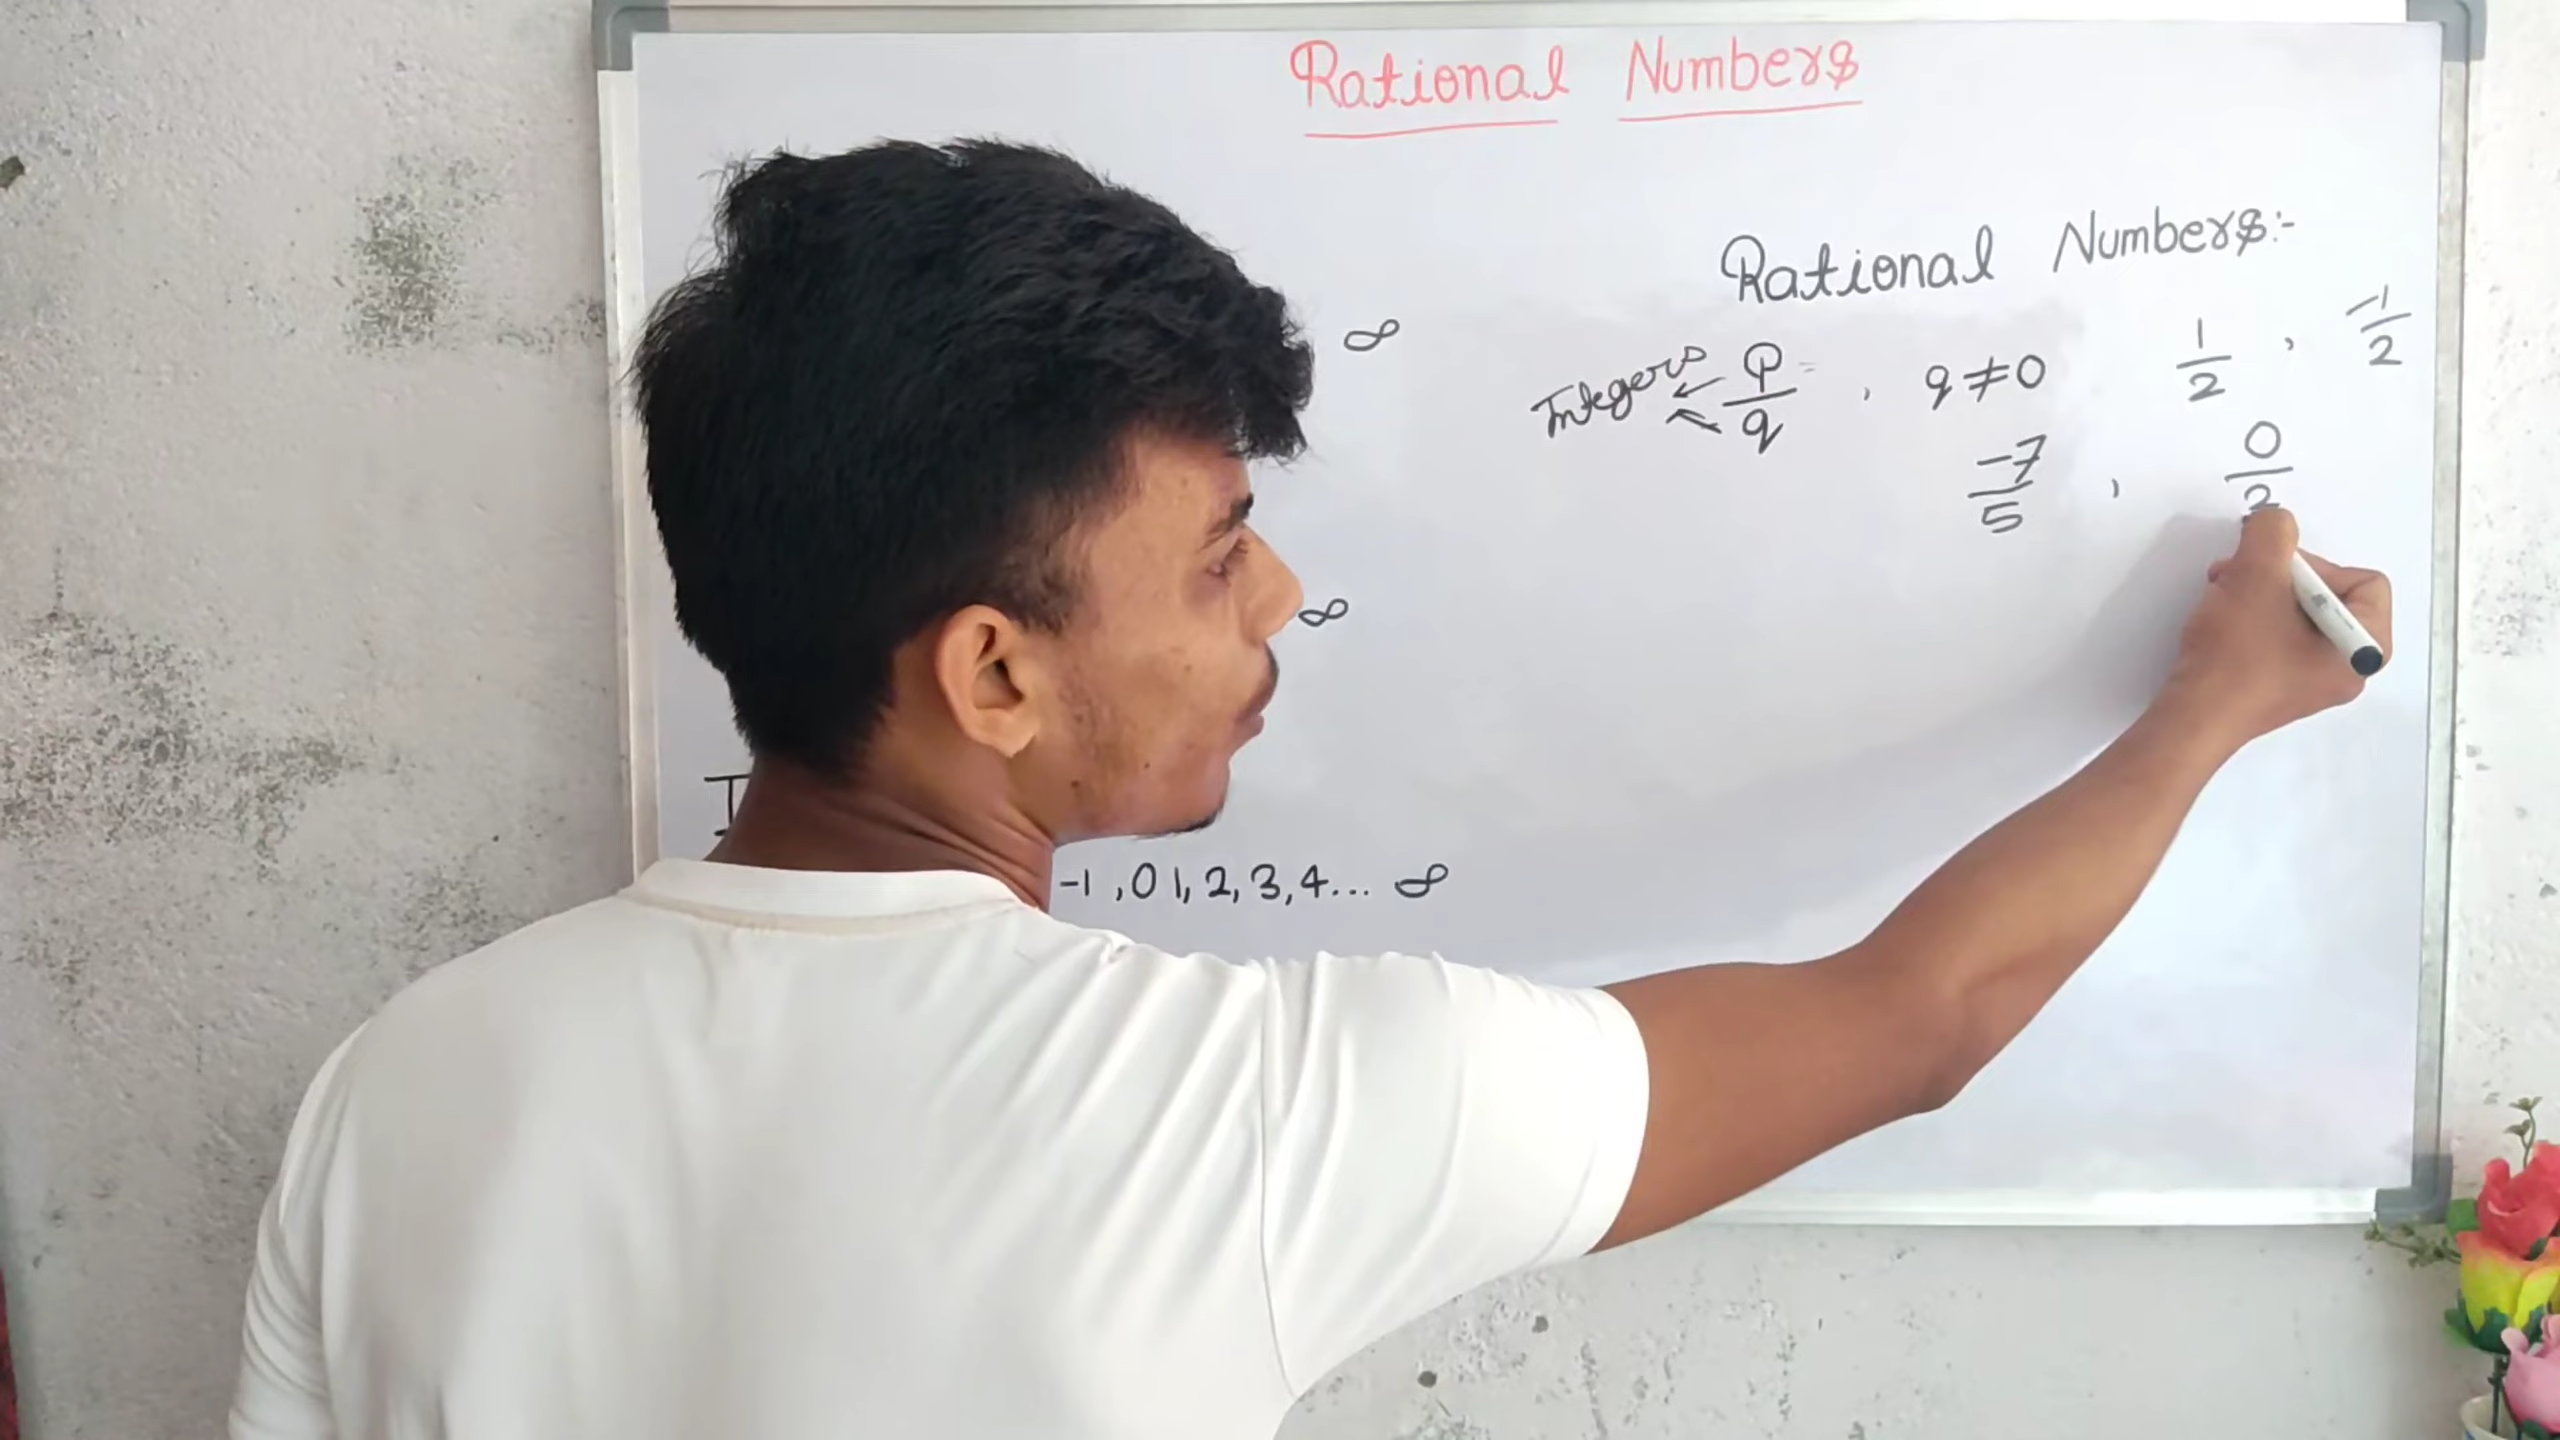 Rational Numbers
Rational Numbers:-
∞
Integers p/q , q ≠ 0
1/2 , -1/2
-7/5 , 0/2
∞
I
-1 , 0 1, 2, 3, 4... ∞